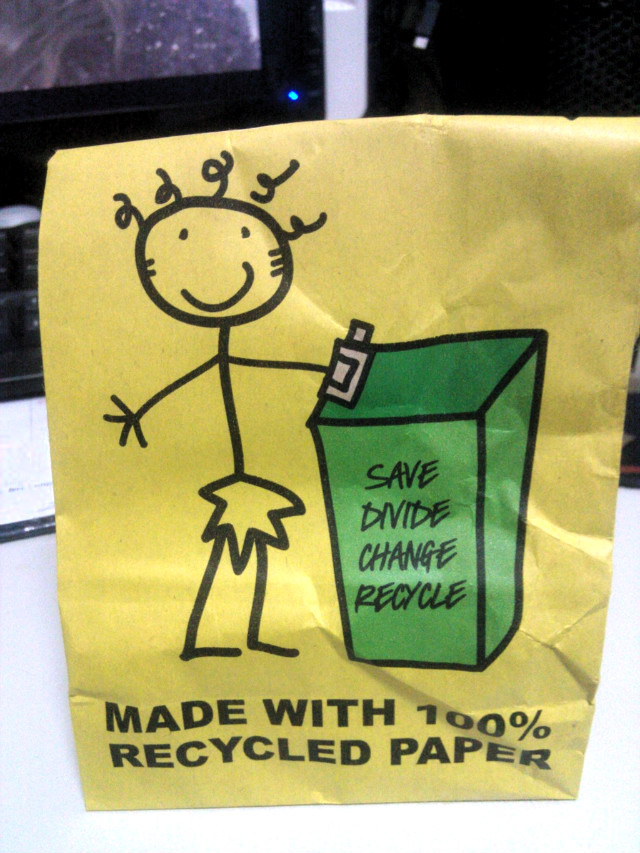 SAVE
DIVIDE
CHANGE
RECYCLE
MADE WITH 100%
RECYCLED PAPER